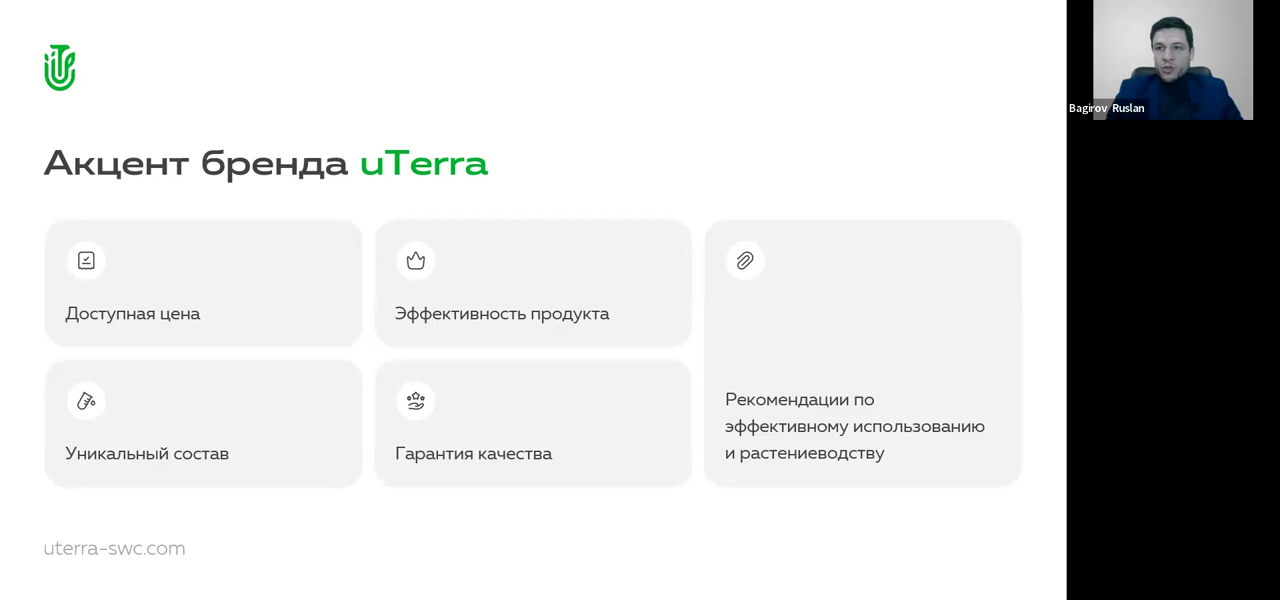 Акцент бренда uTerra
Доступная цена
Эффективность продукта
Уникальный состав
Гарантия качества
Рекомендации по
эффективному использованию
и растениеводству
uterra-swc.com
Bagirov Ruslan